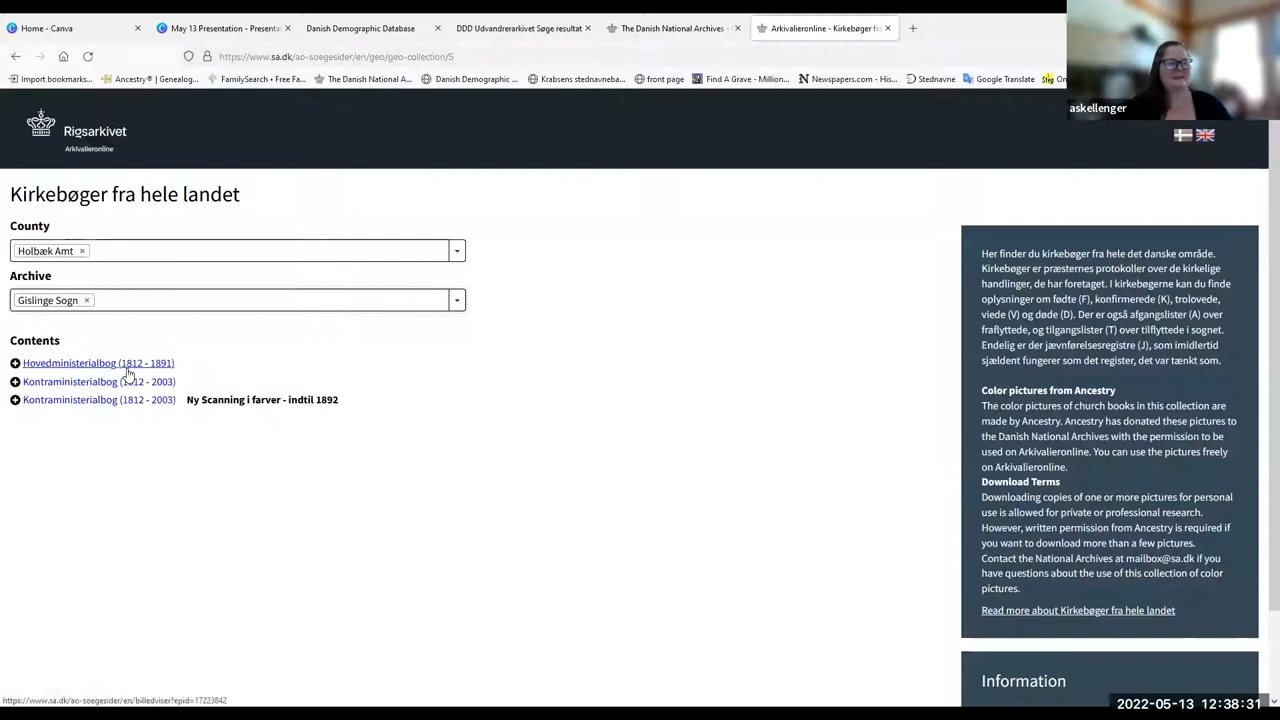 Home - Canva
May 13 Presentation - Presenta
Danish Demographic Database
DDD Udvandrerarkivet Søge resultat
The Danish National Archives -
Arkivalieronline - Kirkebøger fra
https://www.sa.dk/ao-soegesider/en/geo/geo-collection/5
Import bookmarks...
Ancestry® | Genealog...
FamilySearch • Free Fa...
The Danish National A...
Danish Demographic ...
Krabsens stednavneba...
front page
Find A Grave - Million...
Newspapers.com - His...
Stednavne
Google Translate
askellenger
Rigsarkivet
Arkivalieronline
Kirkebøger fra hele landet
County
Holbæk Amt ×
Archive
Gislinge Sogn ×
Contents
Hovedministerialbog (1812 - 1891)
Kontraministerialbog (1812 - 2003)
Kontraministerialbog (1812 - 2003) Ny Scanning i farver - indtil 1892
Her finder du kirkebøger fra hele det danske område.
Kirkebøger er præsternes protokoller over de kirkelige
handlinger, de har foretaget. I kirkebøgerne kan du finde
oplysninger om fødte (F), konfirmerede (K), trolovede,
viede (V) og døde (D). Der er også afgangslister (A) over
fraflyttede, og tilgangslister (T) over tilflyttede i sognet.
Endelig er der jævnførelsesregistre (J), som imidlertid
sjældent fungerer som det register, det var tænkt som.
Color pictures from Ancestry
The color pictures of church books in this collection are
made by Ancestry. Ancestry has donated these pictures to
the Danish National Archives with the permission to be
used on Arkivalieronline. You can use the pictures freely
on Arkivalieronline.
Download Terms
Downloading copies of one or more pictures for personal
use is allowed for private or professional research.
However, written permission from Ancestry is required if
you want to download more than a few pictures.
Contact the National Archives at mailbox@sa.dk if you
have questions about the use of this collection of color
pictures.
Read more about Kirkebøger fra hele landet
Information
https://www.sa.dk/ao-soegesider/en/billedviser?epid=17223842
2022-05-13 12:38:31